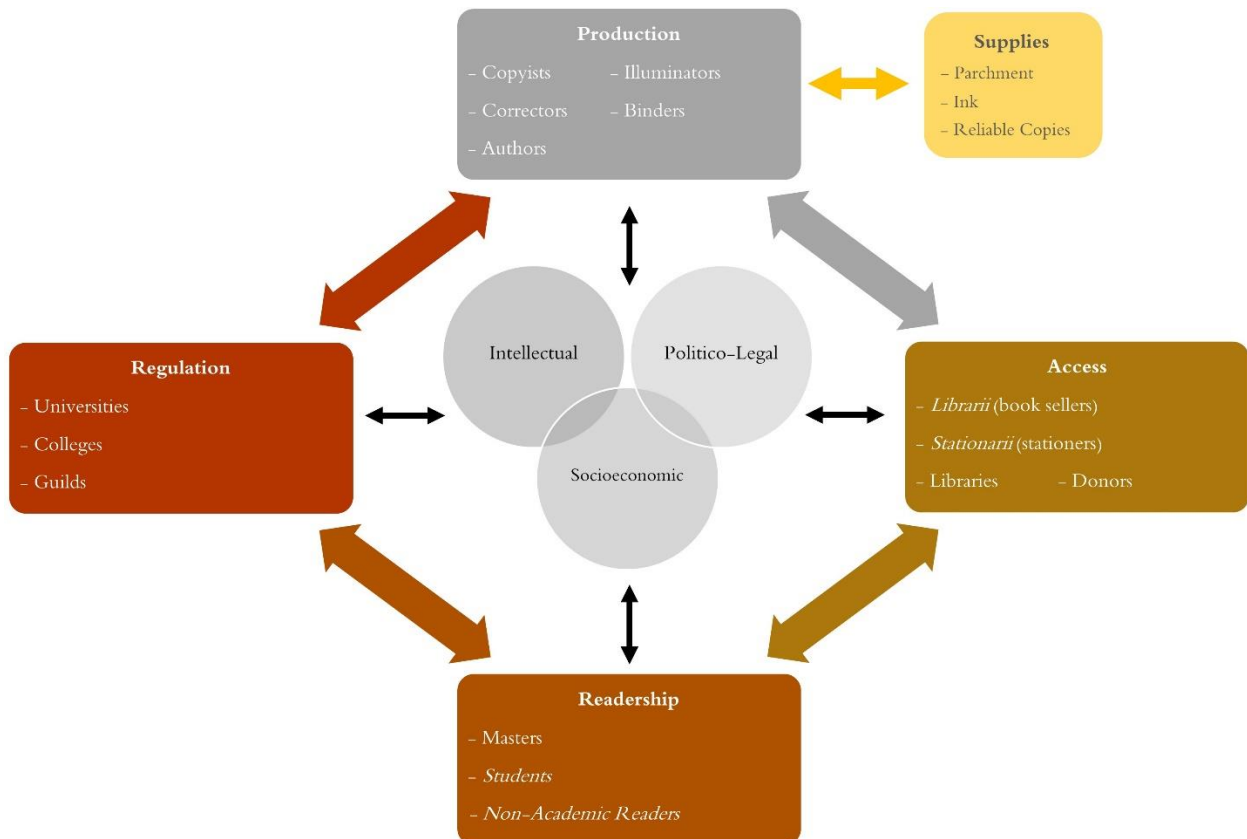 Production
- Copyists - Illuminators
- Correctors - Binders
- Authors
Supplies
- Parchment
- Ink
- Reliable Copies
Intellectual
Politico-Legal
Socioeconomic
Regulation
- Universities
- Colleges
- Guilds
Access
- Librarii (book sellers)
- Stationarii (stationers)
- Libraries - Donors
Readership
- Masters
- Students
- Non-Academic Readers